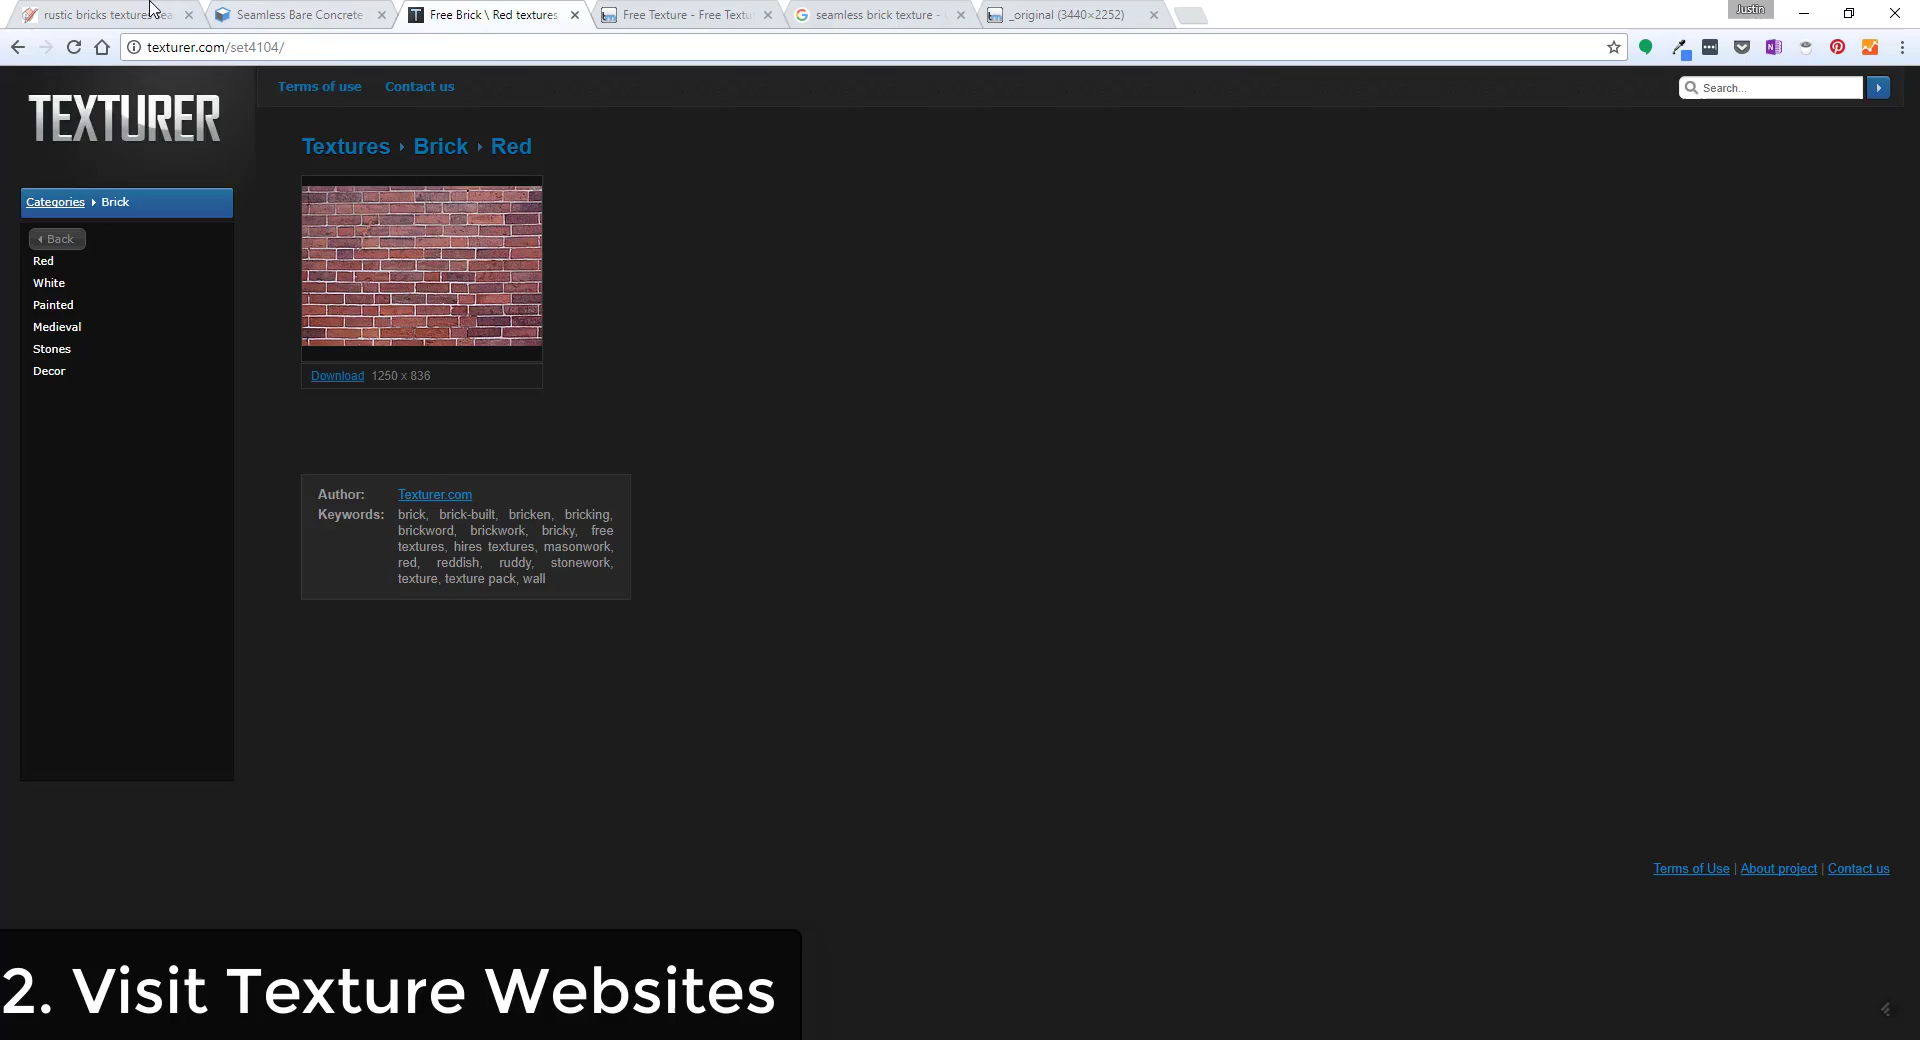 rustic bricks textures sea
Seamless Bare Concrete
Free Brick \ Red textures
Free Texture - Free Textu
seamless brick texture -
_original (3440×2252)
Justin
texturer.com/set4104/
TEXTURER
Terms of use
Contact us
Search...
Textures Brick Red
Categories Brick
Back
Red
White
Painted
Medieval
Stones
Decor
Download 1250 x 836
Author: Texturer.com
Keywords: brick, brick-built, bricken, bricking,
brickword, brickwork, bricky, free
textures, hires textures, masonwork,
red, reddish, ruddy, stonework,
texture, texture pack, wall
Terms of Use | About project | Contact us
2. Visit Texture Websites